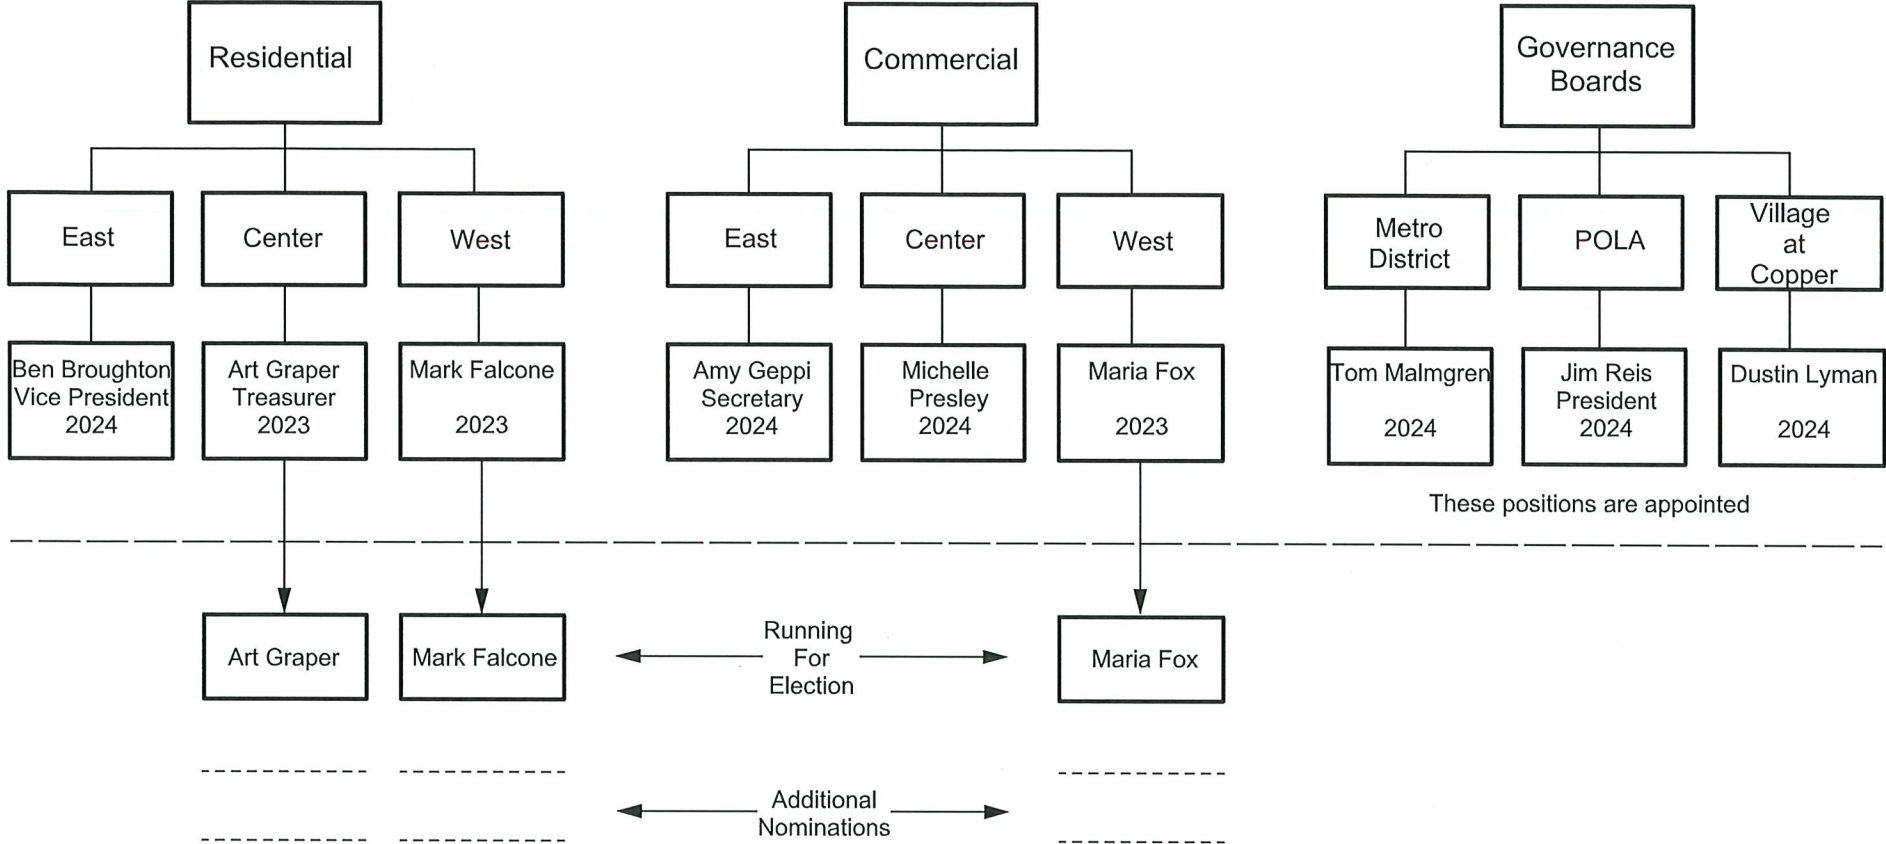 Residential
Commercial
Governance
Boards
East
Center
West
East
Center
West
Metro
District
POLA
Village
at
Copper
Ben Broughton
Vice President
2024
Art Graper
Treasurer
2023
Mark Falcone
2023
Amy Geppi
Secretary
2024
Michelle
Presley
2024
Maria Fox
2023
Tom Malmgren
2024
Jim Reis
President
2024
Dustin Lyman
2024
These positions are appointed
Art Graper
Mark Falcone
Running
For
Election
Maria Fox
Additional
Nominations